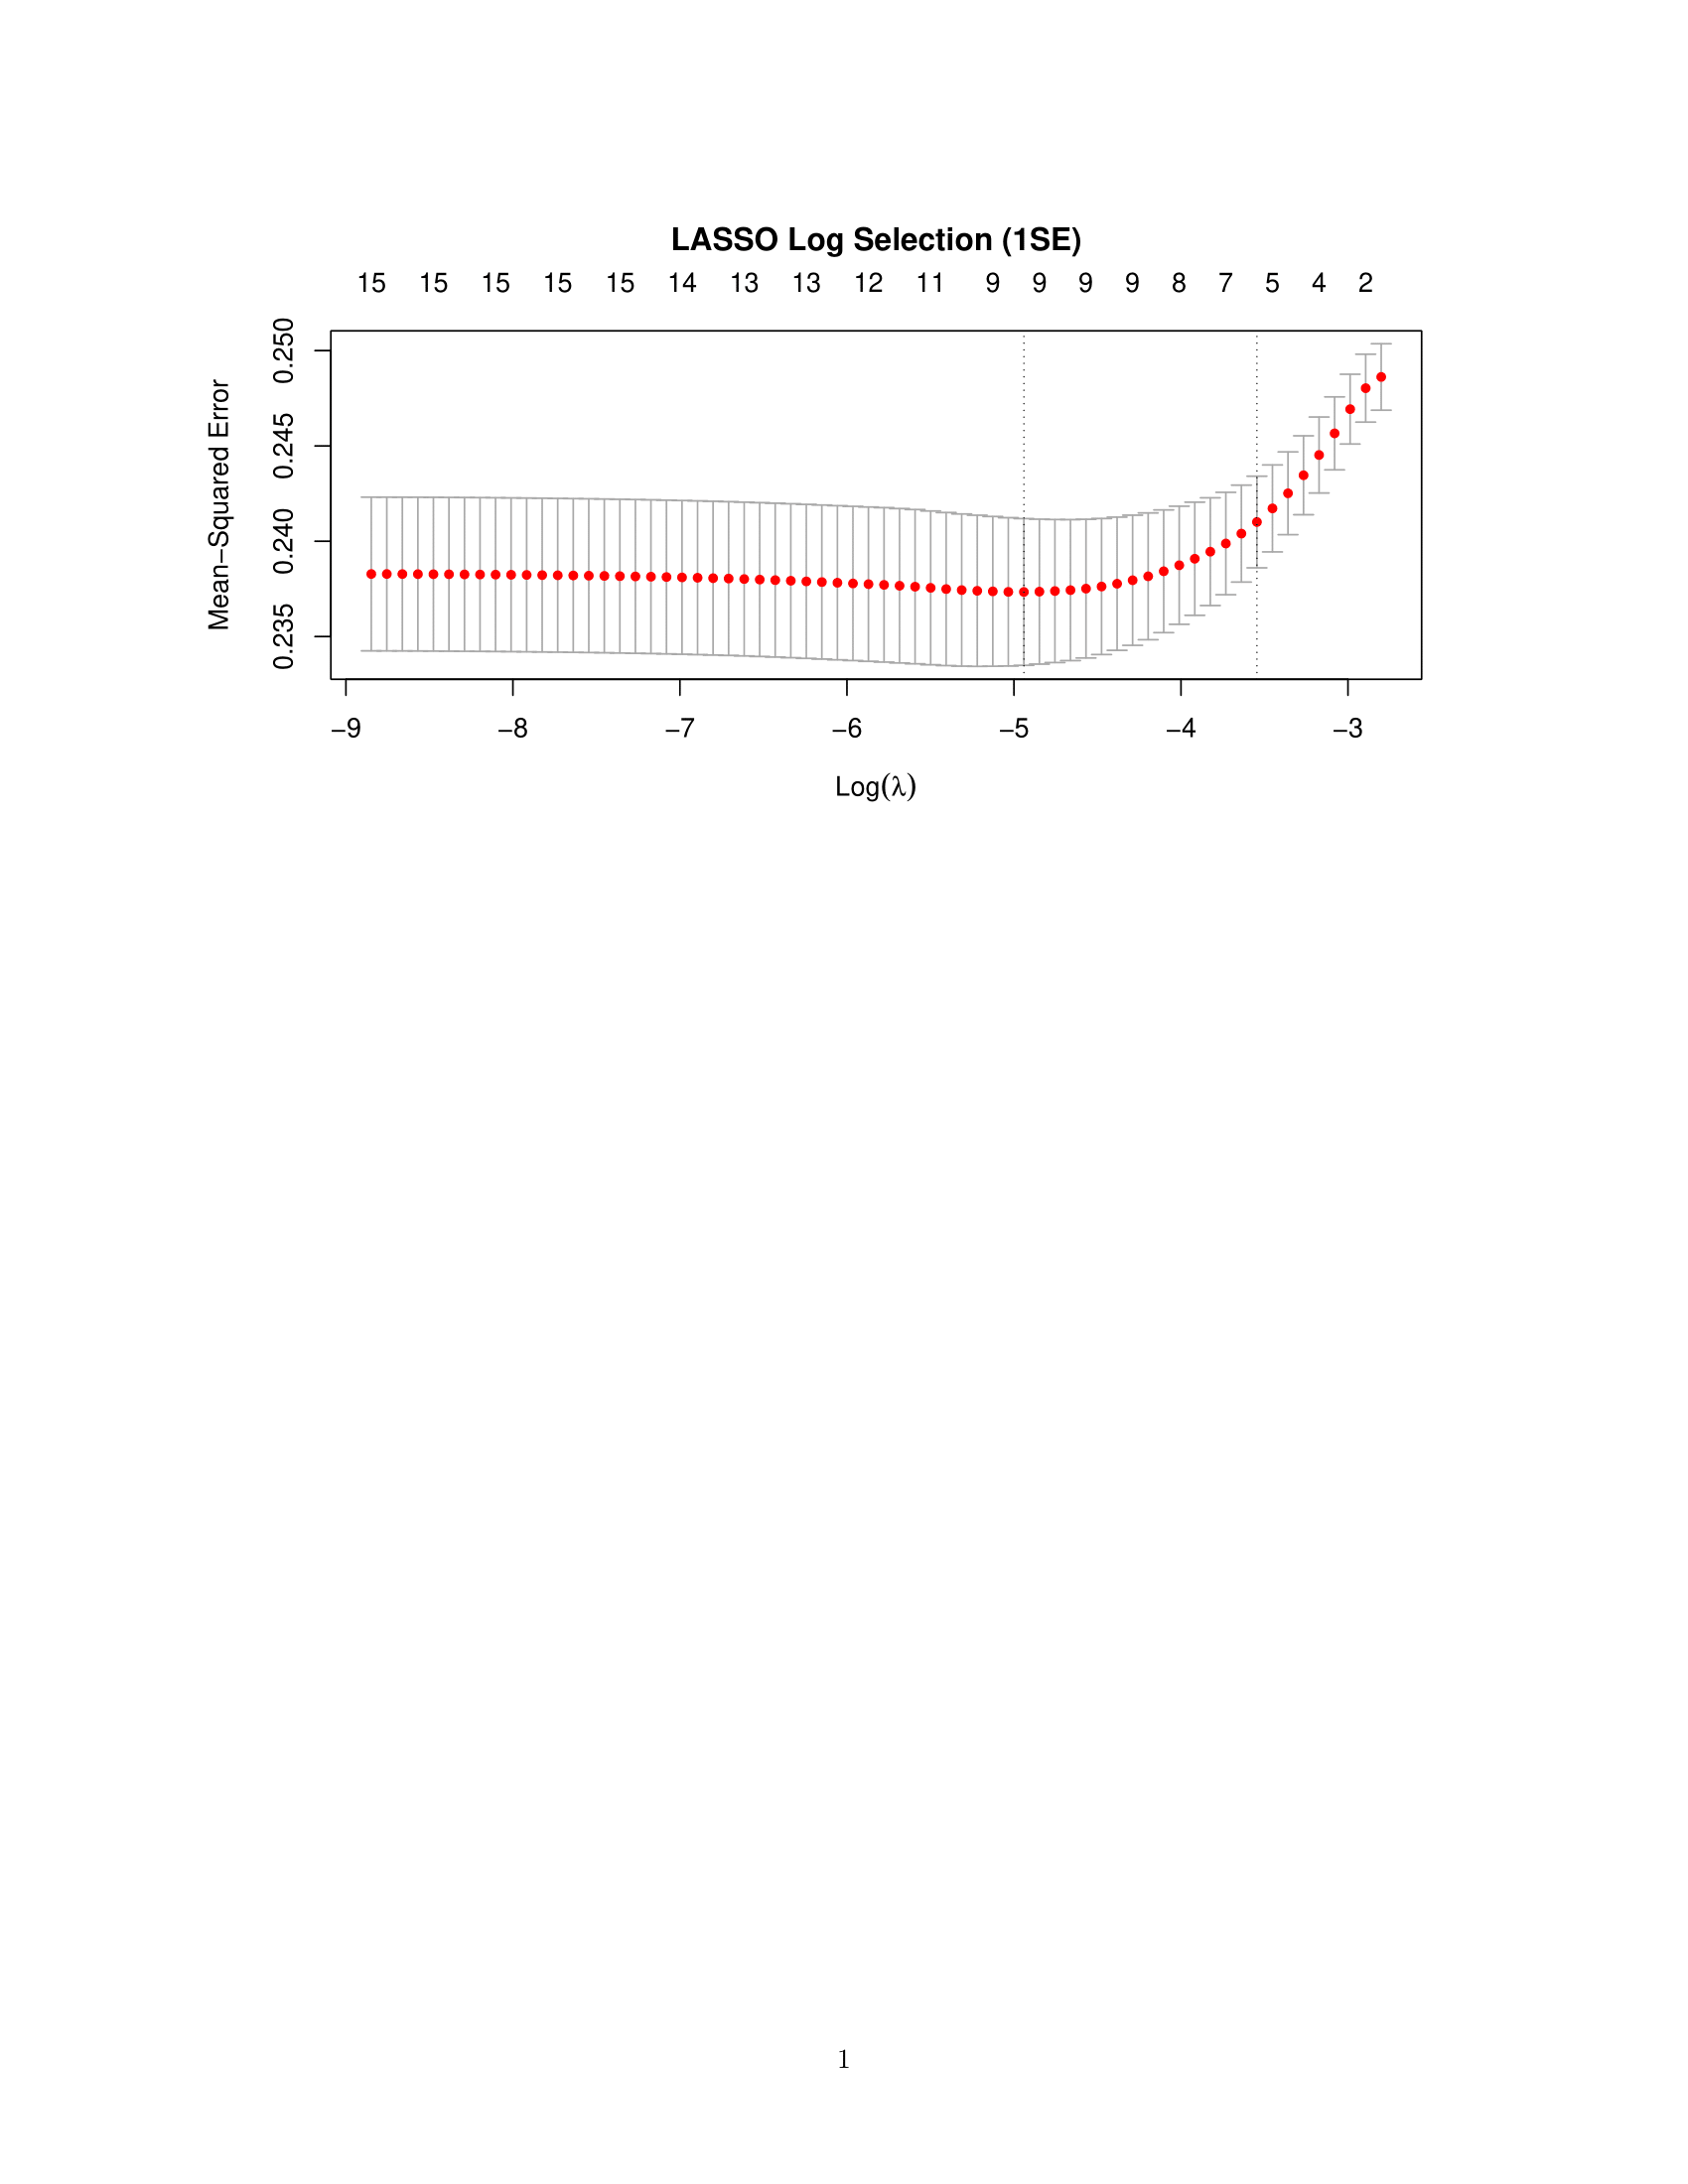 LASSO Log Selection (1SE)
15 15 15 15 15 14 13 13 12 11 9 9 9 9 8 7 5 4 2
0.250
0.245
0.240
0.235
Mean−Squared Error
−9 −8 −7 −6 −5 −4 −3
Log(λ)
1